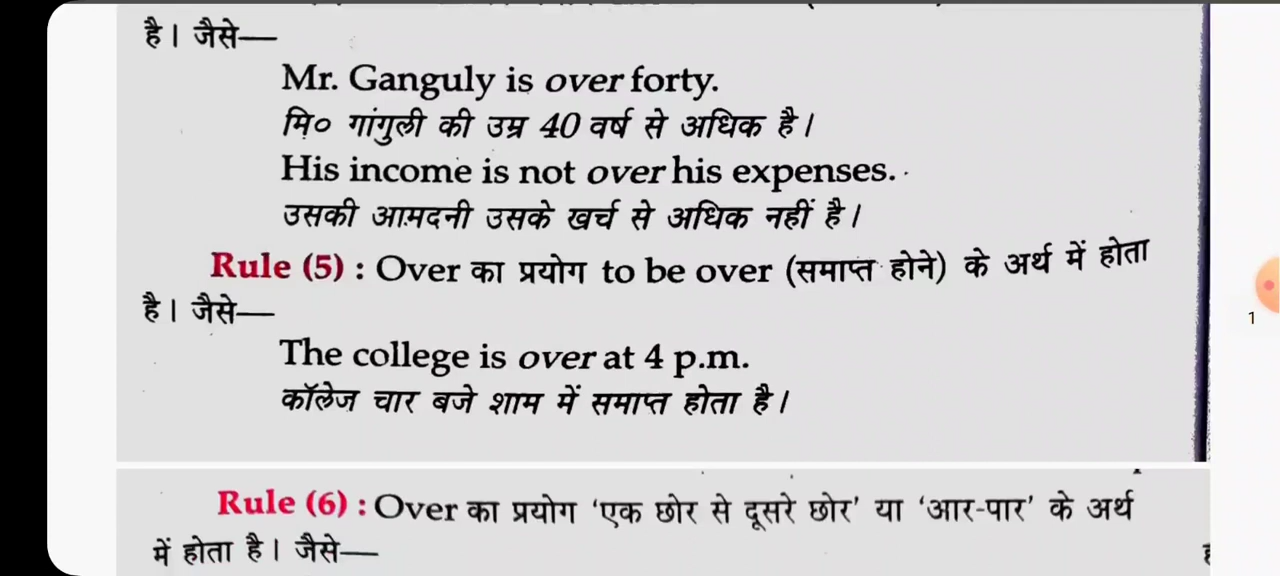 है। जैसे—
Mr. Ganguly is over forty.
मि० गांगुली की उम्र 40 वर्ष से अधिक है।
His income is not over his expenses.
उसकी आमदनी उसके खर्च से अधिक नहीं है।
Rule (5) : Over का प्रयोग to be over (समाप्त होने) के अर्थ में होता
है। जैसे—
The college is over at 4 p.m.
कॉलेज चार बजे शाम में समाप्त होता है।
1
Rule (6) : Over का प्रयोग ‘एक छोर से दूसरे छोर’ या ‘आर-पार’ के अर्थ
में होता है। जैसे—